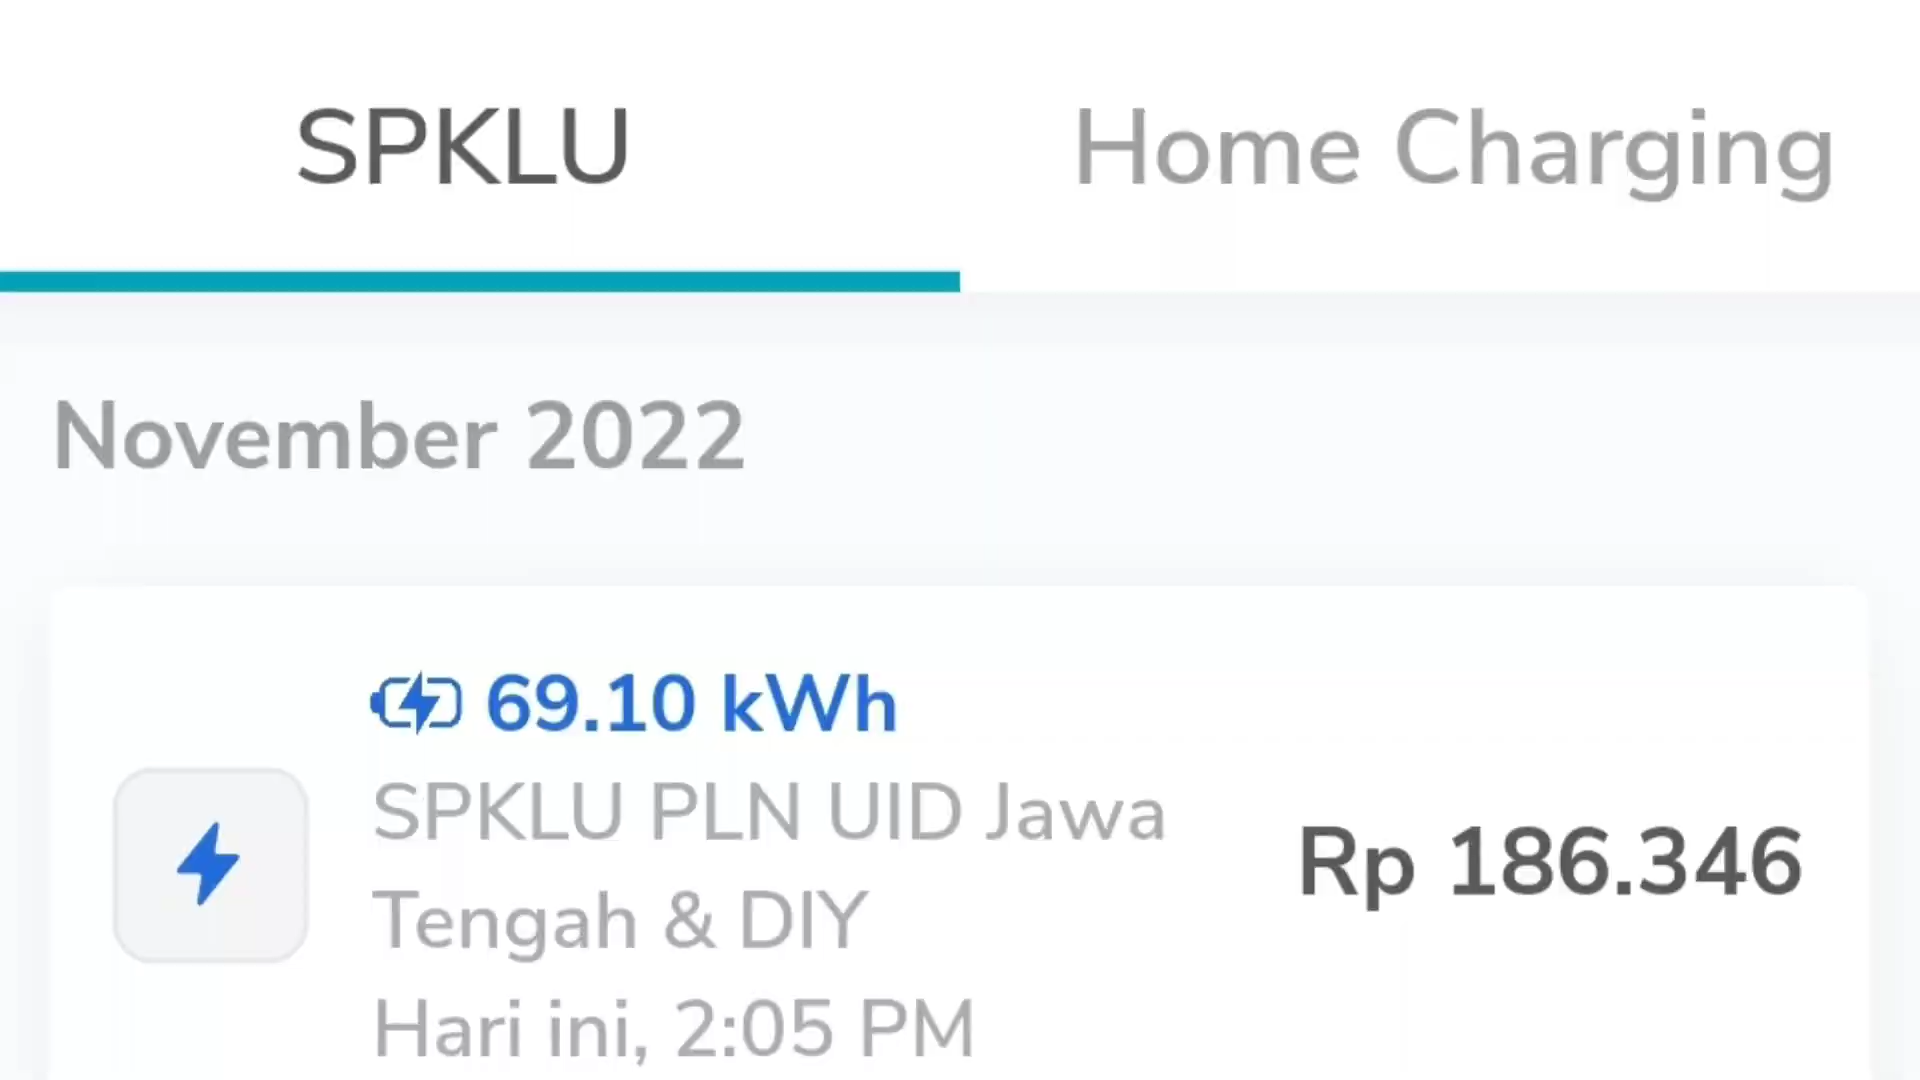 SPKLU
Home Charging
November 2022
69.10 kWh
SPKLU PLN UID Jawa
Tengah & DIY
Hari ini, 2:05 PM
Rp 186.346